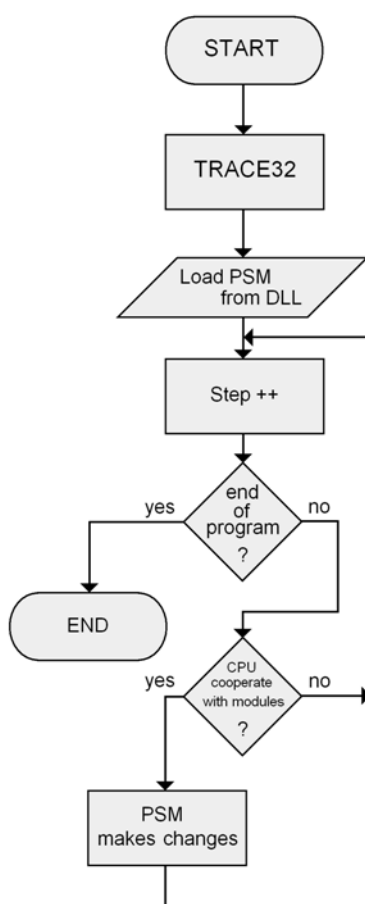 START
TRACE32
Load PSM
from DLL
Step ++
yes
end
of
program
?
no
END
yes
CPU
cooperate
with modules
?
no
PSM
makes changes